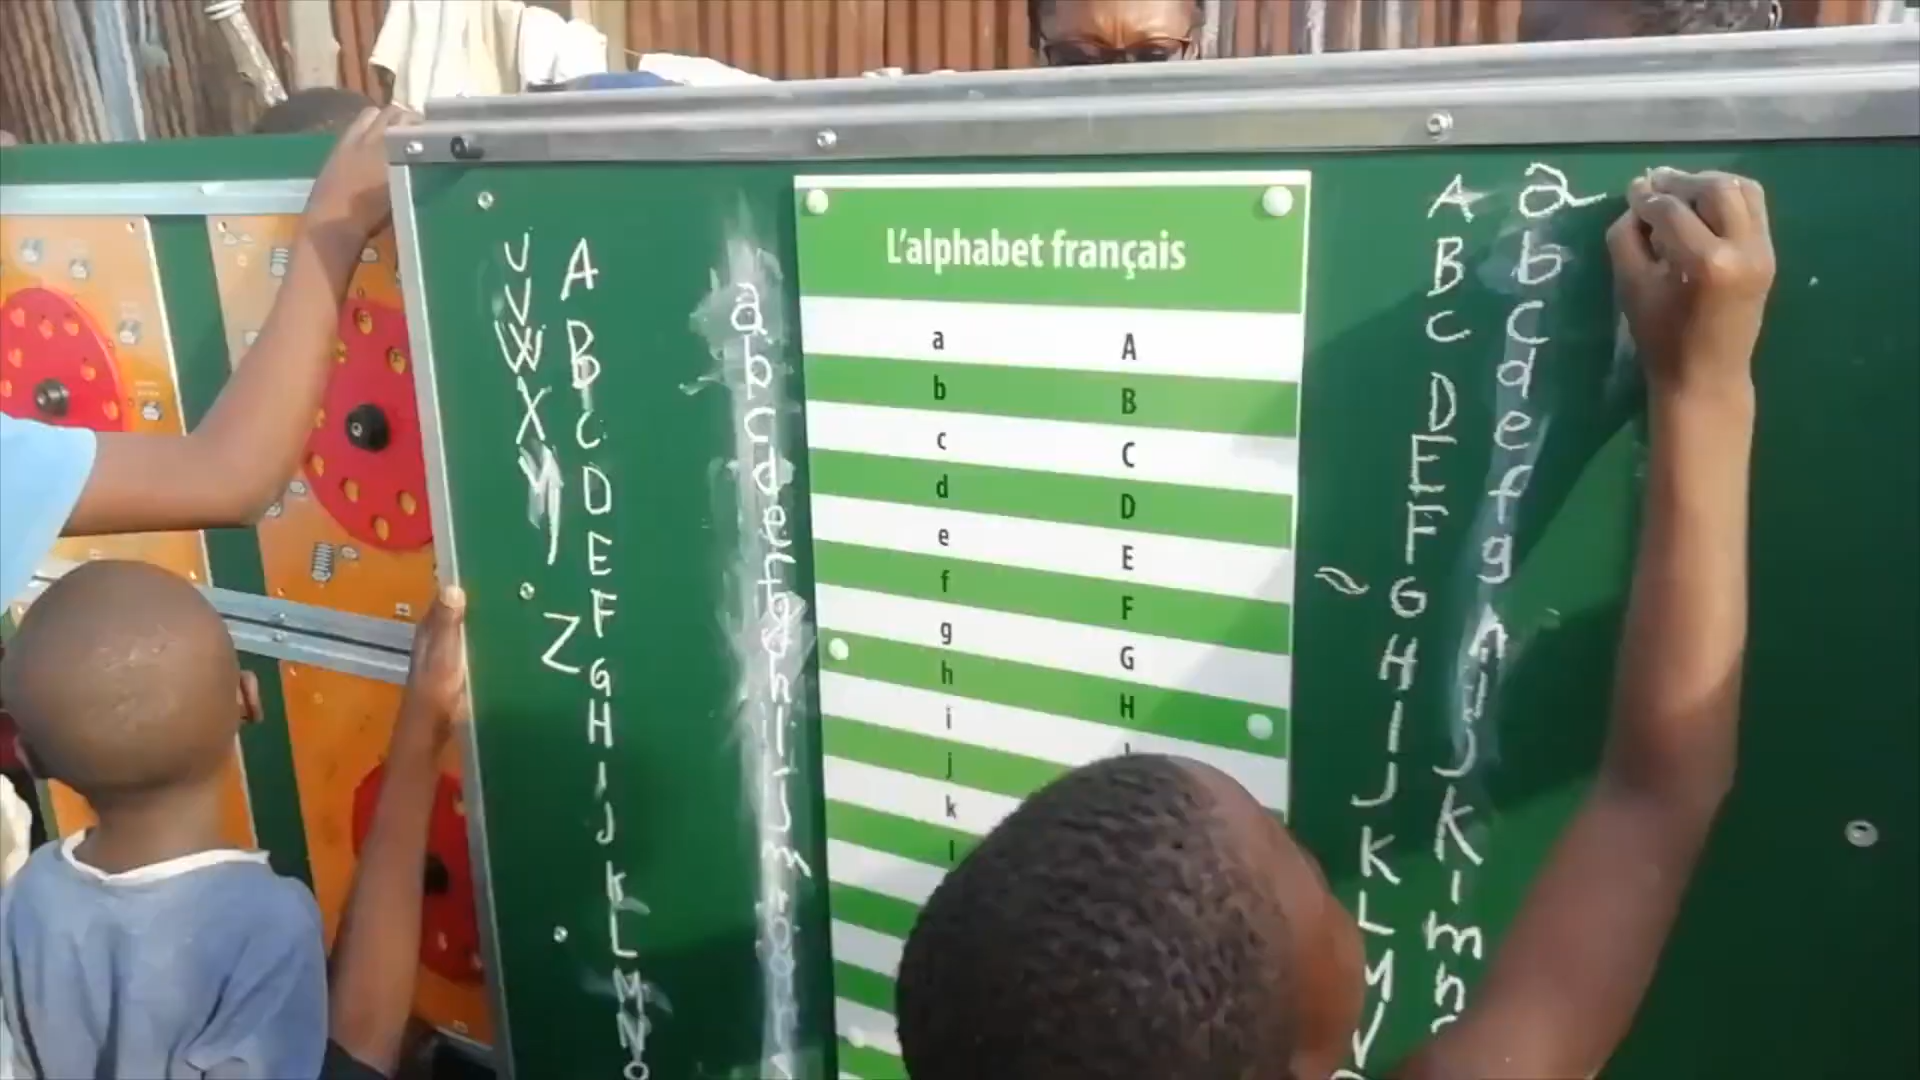 L'alphabet français
a A
b B
c C
d D
e E
f F
g G
h H
i
j
k
l
U
V
W
X
Z
A
B
C
D
E
F
G
H
I
J
K
L
M
N
O
a
b
c
d
e
f
g
h
i
j
m
A a
B b
C c
D d
E e
F f
G g
H h
I i
J j
K K
L l
M m
N n